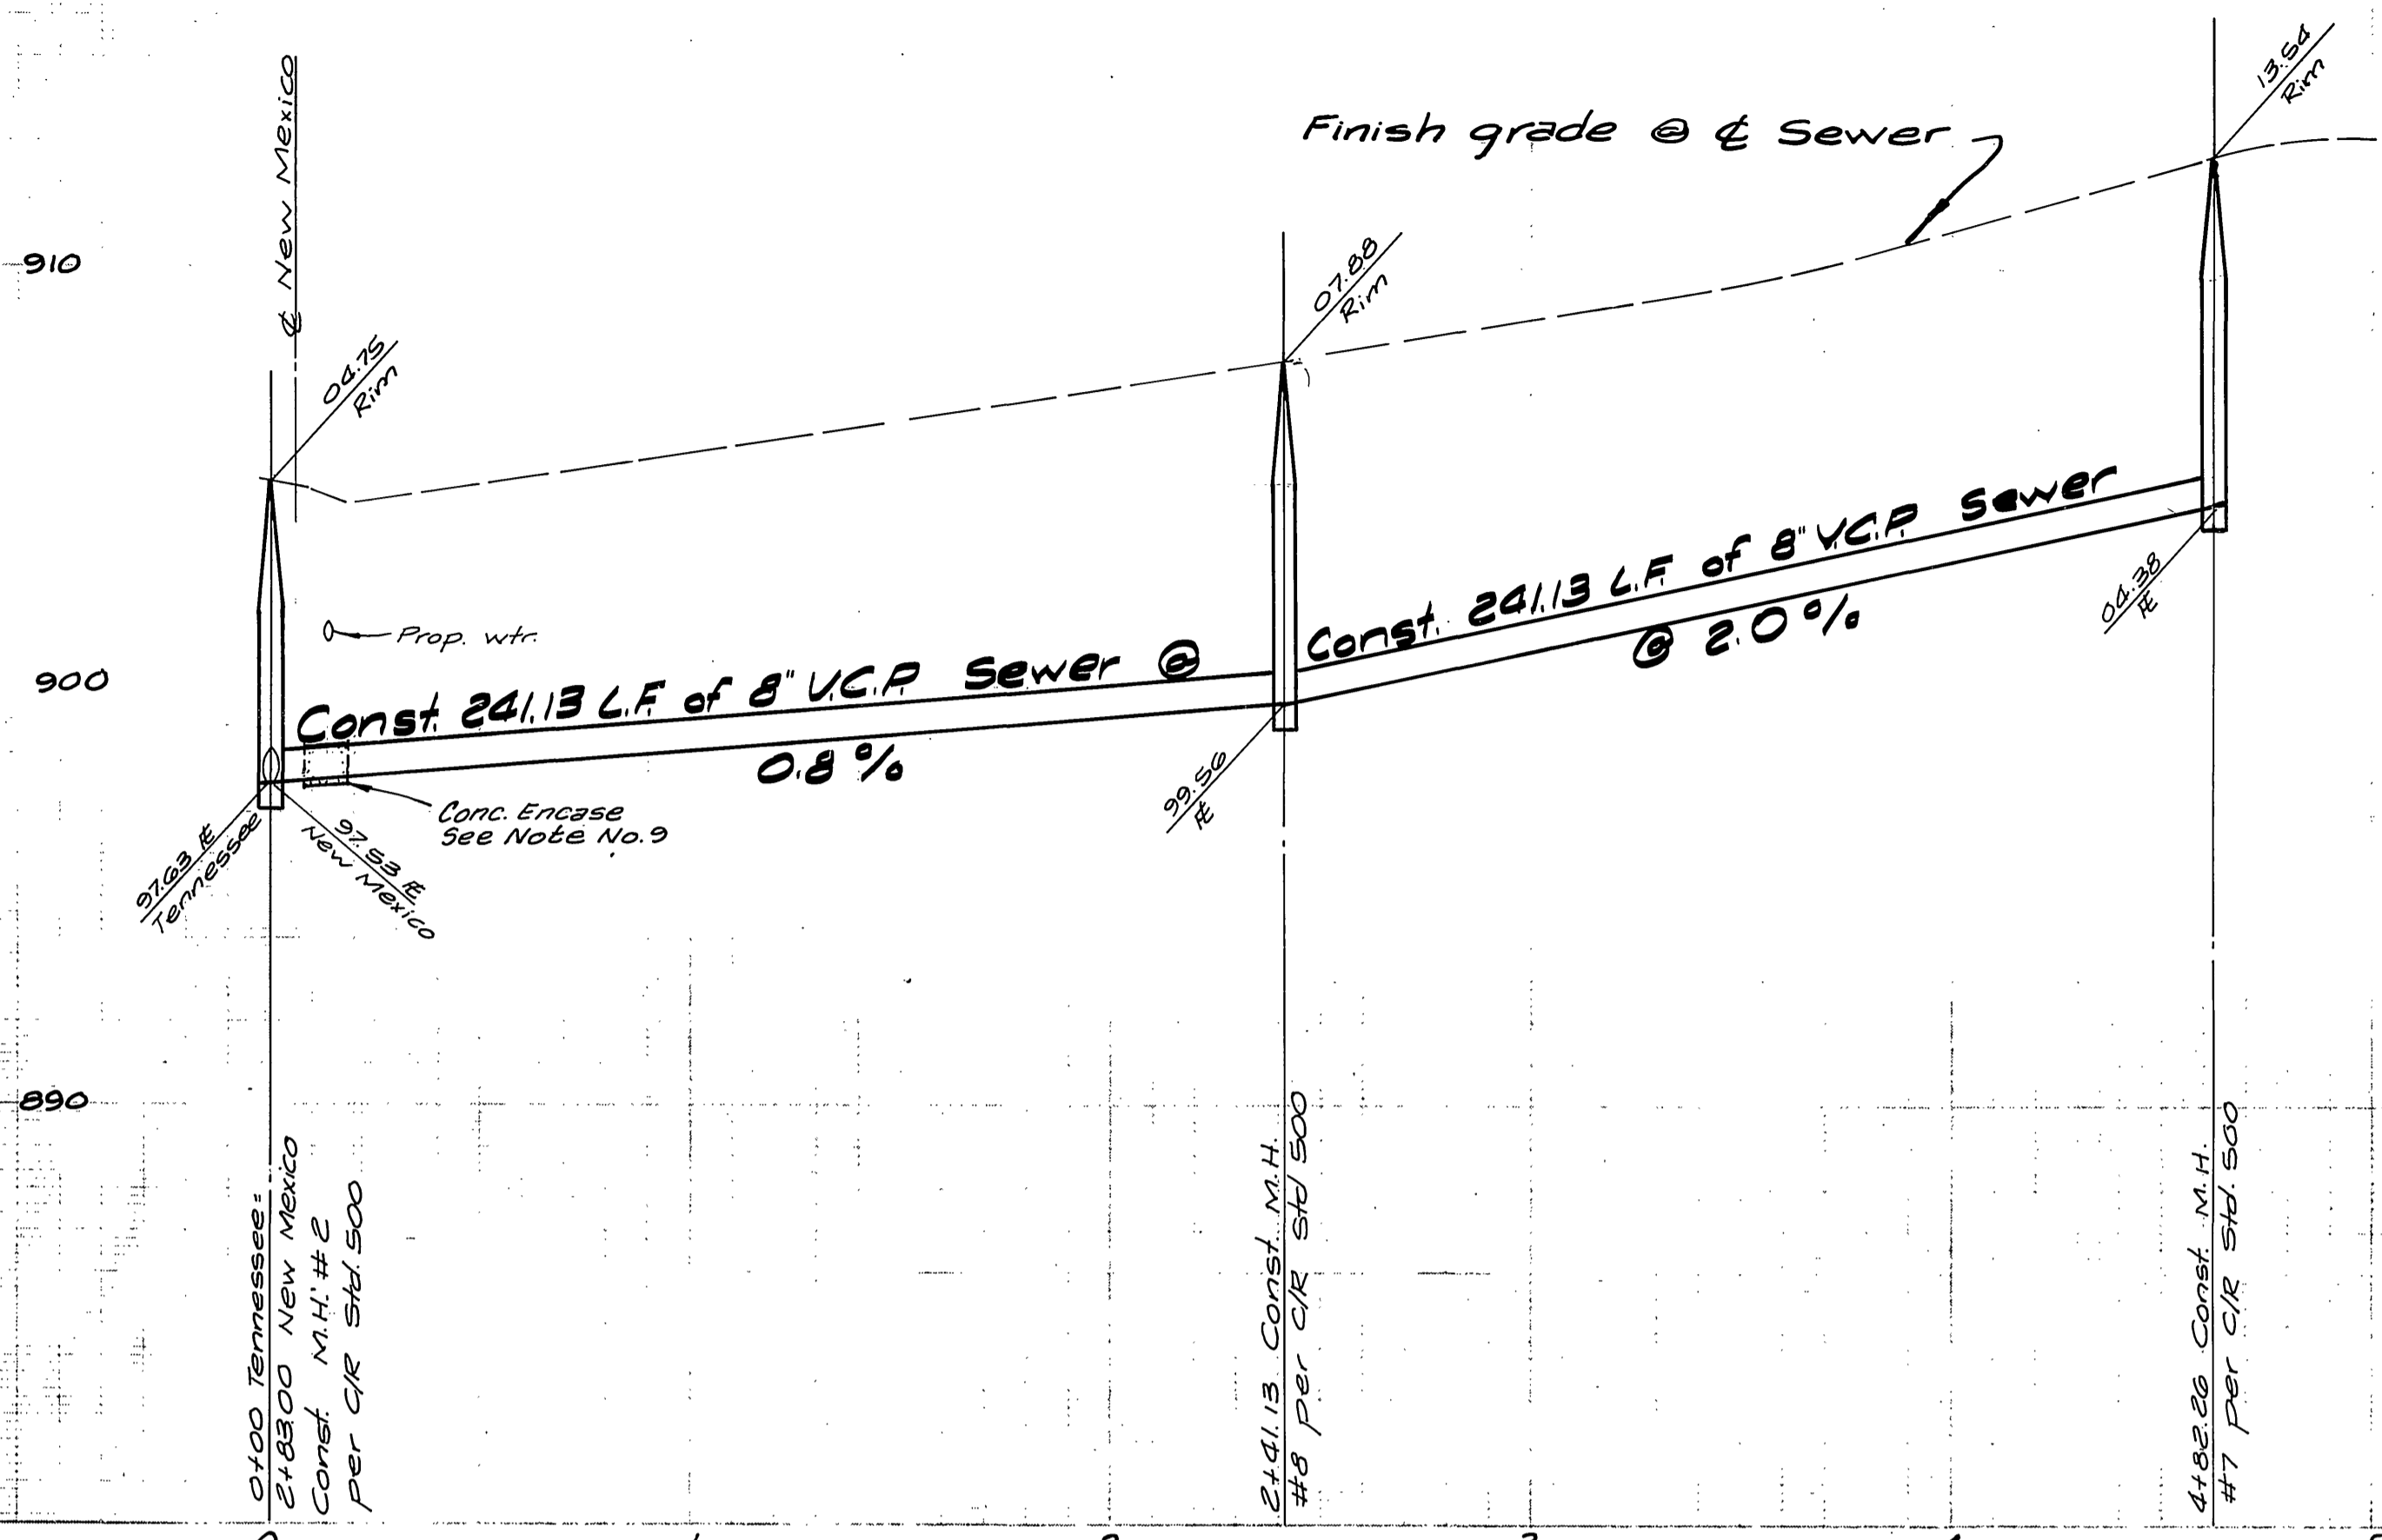 ₵ New Mexico
13.54
Rim
Finish grade @ ₵ Sewer
910
07.88
Rim
04.75
Rim
Prop. wtr.
900
Const. 241.13 L.F. of 8" V.C.P. Sewer @
0.8 %
Const. 241.13 L.F. of 8" V.C.P. Sewer
@ 2.0 %
04.38
99.56
Conc. Encase
See Note No. 9
97.63
Tennessee
97.53
New Mexico
890
0+00 Tennessee =
2+83.00 New Mexico
Const. M.H. # 2
per C/R Std. 500
2+41.13 Const. M.H.
#8 per C/R Std 500
4+82.26 Const. M.H.
#7 per C/R Std. 500